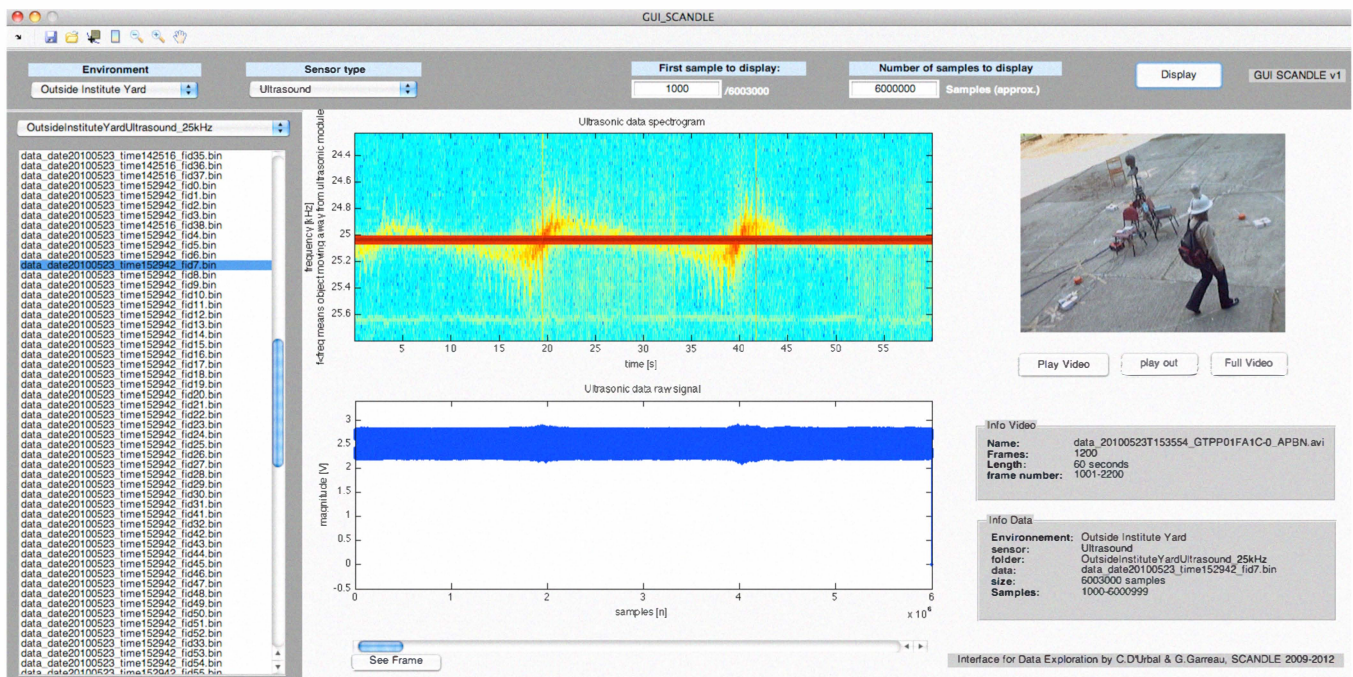 GUI_SCANDLE
Environment
Sensor type
First sample to display:
Number of samples to display
Outside Institute Yard
Ultrasound
1000
/6003000
6000000
Samples (approx.)
Display
GUI SCANDLE v1
OutsideInstituteYardUltrasound_25kHz
data_date20100523_time142516_fid35.bin
data_date20100523_time142516_fid36.bin
data_date20100523_time142516_fid37.bin
data_date20100523_time152942_fid0.bin
data_date20100523_time152942_fid1.bin
data_date20100523_time152942_fid2.bin
data_date20100523_time152942_fid3.bin
data_date20100523_time142516_fid38.bin
data_date20100523_time152942_fid4.bin
data_date20100523_time152942_fid5.bin
data_date20100523_time152942_fid6.bin
data_date20100523_time152942_fid7.bin
data_date20100523_time152942_fid8.bin
data_date20100523_time152942_fid9.bin
data_date20100523_time152942_fid10.bin
data_date20100523_time152942_fid11.bin
data_date20100523_time152942_fid12.bin
data_date20100523_time152942_fid13.bin
data_date20100523_time152942_fid14.bin
data_date20100523_time152942_fid15.bin
data_date20100523_time152942_fid16.bin
data_date20100523_time152942_fid17.bin
data_date20100523_time152942_fid18.bin
data_date20100523_time152942_fid19.bin
data_date20100523_time152942_fid20.bin
data_date20100523_time152942_fid21.bin
data_date20100523_time152942_fid22.bin
data_date20100523_time152942_fid23.bin
data_date20100523_time152942_fid24.bin
data_date20100523_time152942_fid25.bin
data_date20100523_time152942_fid26.bin
data_date20100523_time152942_fid27.bin
data_date20100523_time152942_fid28.bin
data_date20100523_time152942_fid29.bin
data_date20100523_time152942_fid30.bin
data_date20100523_time152942_fid31.bin
data_date20100523_time152942_fid41.bin
data_date20100523_time152942_fid32.bin
data_date20100523_time152942_fid42.bin
data_date20100523_time152942_fid43.bin
data_date20100523_time152942_fid44.bin
data_date20100523_time152942_fid45.bin
data_date20100523_time152942_fid46.bin
data_date20100523_time152942_fid47.bin
data_date20100523_time152942_fid48.bin
data_date20100523_time152942_fid49.bin
data_date20100523_time152942_fid50.bin
data_date20100523_time152942_fid51.bin
data_date20100523_time152942_fid52.bin
data_date20100523_time152942_fid33.bin
data_date20100523_time152942_fid53.bin
data_date20100523_time152942_fid54.bin
data_date20100523_time152942_fid55.bin
Ultrasonic data spectrogram
f<freq means object moving away from ultrasonic module
frequency [kHz]
24.4
24.6
24.8
25
25.2
25.4
25.6
5 10 15 20 25 30 35 40 45 50 55
time [s]
Ultrasonic data raw signal
magnitude [V]
3
2.5
2
1.5
1
0.5
0
-0.5
0 1 2 3 4 5 6
x 10^6
samples [n]
See Frame
Play Video
play out
Full Video
Info Video
Name: data_20100523T153554_GTPP01FA1C-0_APBN.avi
Frames: 1200
Length: 60 seconds
frame number: 1001-2200
Info Data
Environnement: Outside Institute Yard
sensor: Ultrasound
folder: OutsideInstituteYardUltrasound_25kHz
data: data_date20100523_time152942_fid7.bin
size: 6003000 samples
Samples: 1000-6000999
Interface for Data Exploration by C.D'Urbal & G.Garreau, SCANDLE 2009-2012